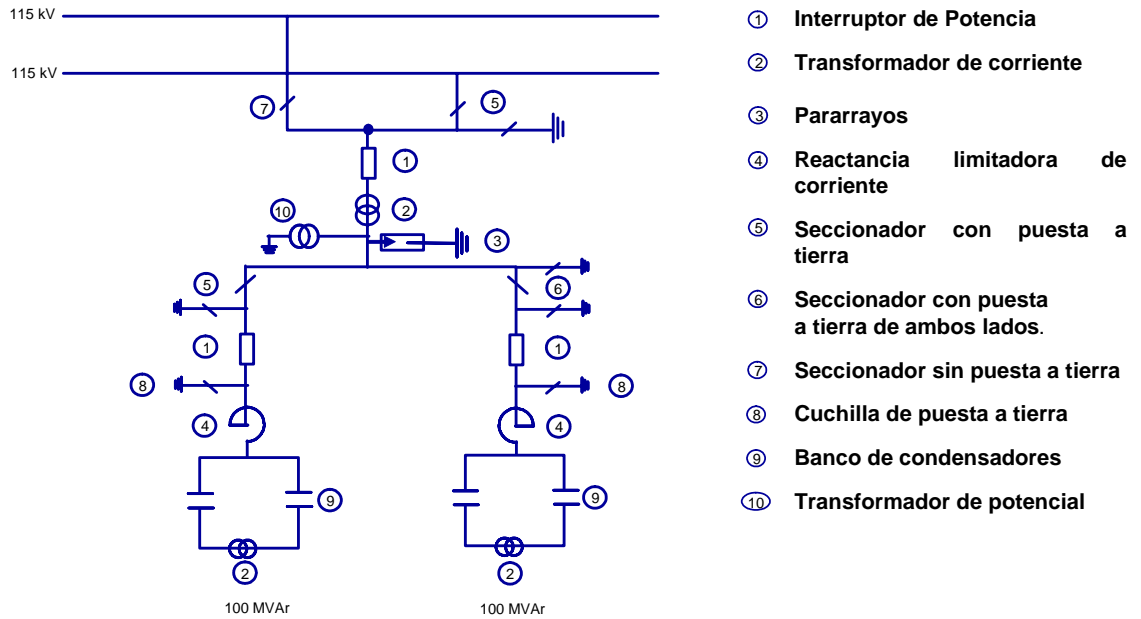 115 kV
115 kV
7
5
1
10
2
3
5
6
1
1
8
8
4
4
9
9
2
2
100 MVAr
100 MVAr
1 Interruptor de Potencia
2 Transformador de corriente
3 Pararrayos
4 Reactancia limitadora de
corriente
5 Seccionador con puesta a
tierra
6 Seccionador con puesta
a tierra de ambos lados.
7 Seccionador sin puesta a tierra
8 Cuchilla de puesta a tierra
9 Banco de condensadores
10 Transformador de potencial